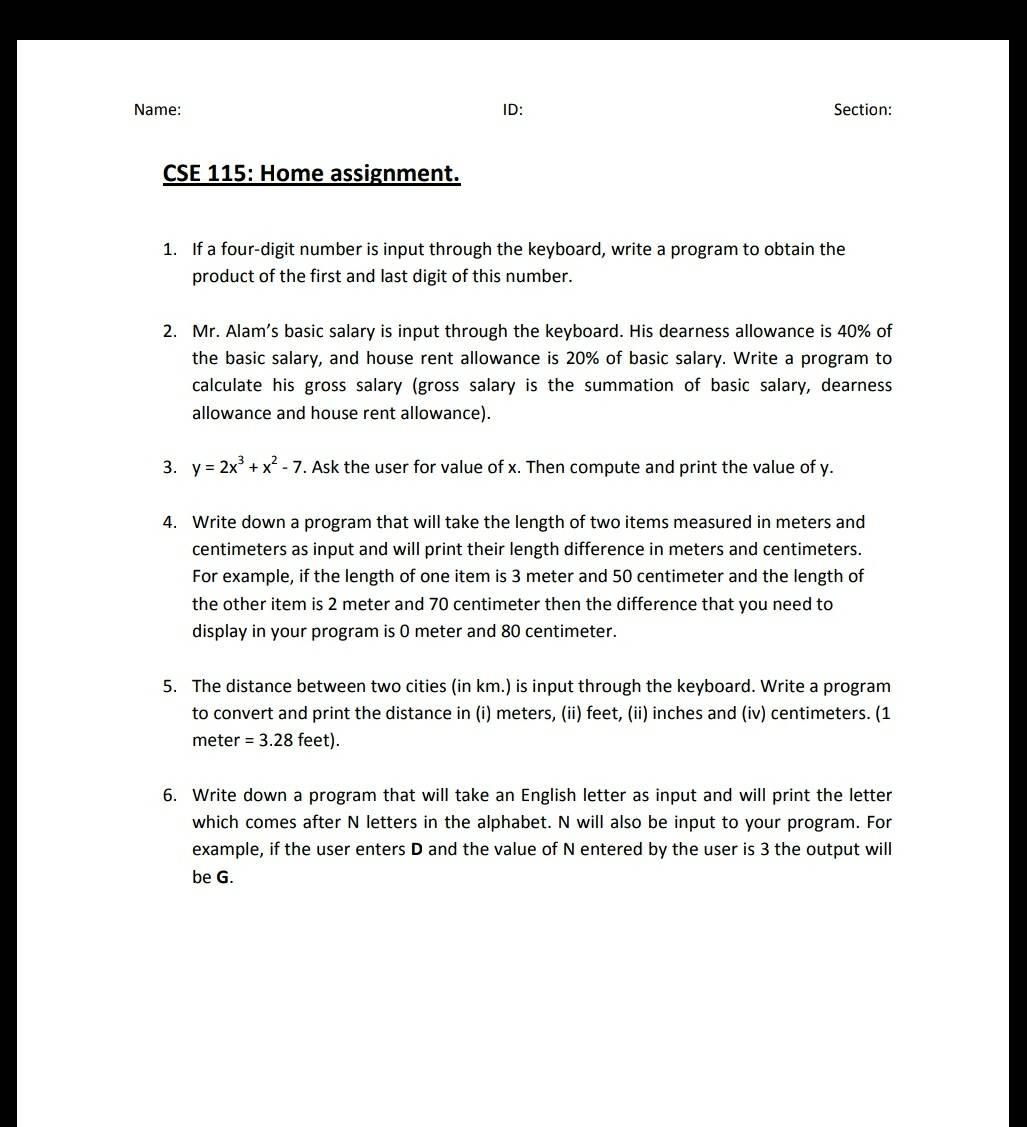 Name: ID: Section:
CSE 115: Home assignment.
1. If a four-digit number is input through the keyboard, write a program to obtain the
product of the first and last digit of this number.
2. Mr. Alam’s basic salary is input through the keyboard. His dearness allowance is 40% of
the basic salary, and house rent allowance is 20% of basic salary. Write a program to
calculate his gross salary (gross salary is the summation of basic salary, dearness
allowance and house rent allowance).
3. y = 2x³ + x² - 7. Ask the user for value of x. Then compute and print the value of y.
4. Write down a program that will take the length of two items measured in meters and
centimeters as input and will print their length difference in meters and centimeters.
For example, if the length of one item is 3 meter and 50 centimeter and the length of
the other item is 2 meter and 70 centimeter then the difference that you need to
display in your program is 0 meter and 80 centimeter.
5. The distance between two cities (in km.) is input through the keyboard. Write a program
to convert and print the distance in (i) meters, (ii) feet, (ii) inches and (iv) centimeters. (1
meter = 3.28 feet).
6. Write down a program that will take an English letter as input and will print the letter
which comes after N letters in the alphabet. N will also be input to your program. For
example, if the user enters D and the value of N entered by the user is 3 the output will
be G.